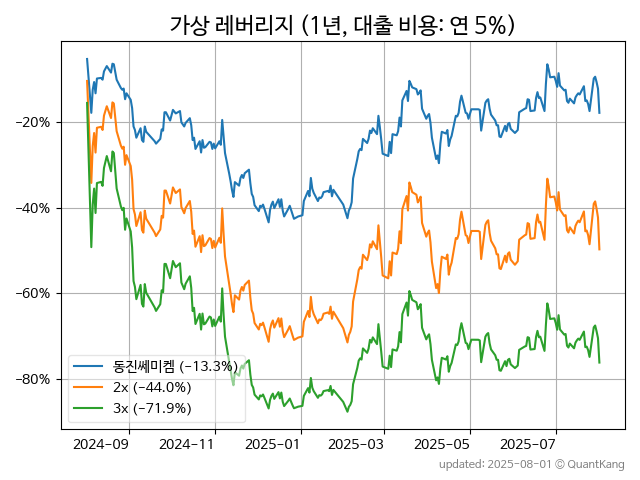 가상 레버리지 (1년, 대출 비용: 연 5%)
−20%
−40%
−60%
−80%
동진쎄미켐 (−13.3%)
2x (−44.0%)
3x (−71.9%)
2024-09
2024-11
2025-01
2025-03
2025-05
2025-07
updated: 2025-08-01 © QuantKang